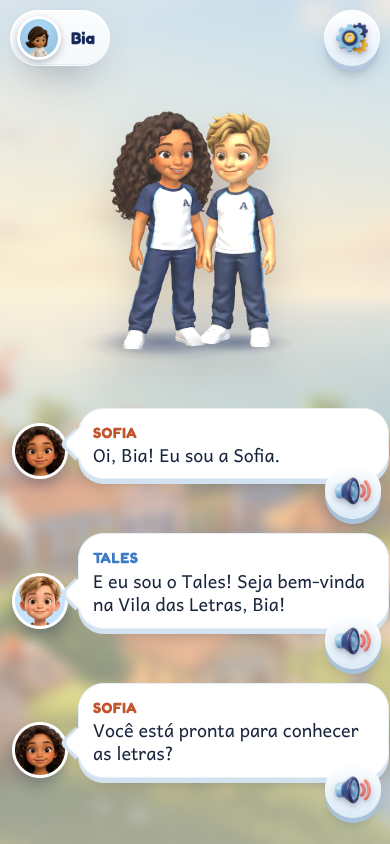 Bia
A
A
SOFIA
Oi, Bia! Eu sou a Sofia.
TALES
E eu sou o Tales! Seja bem-vinda
na Vila das Letras, Bia!
SOFIA
Você está pronta para conhecer
as letras?